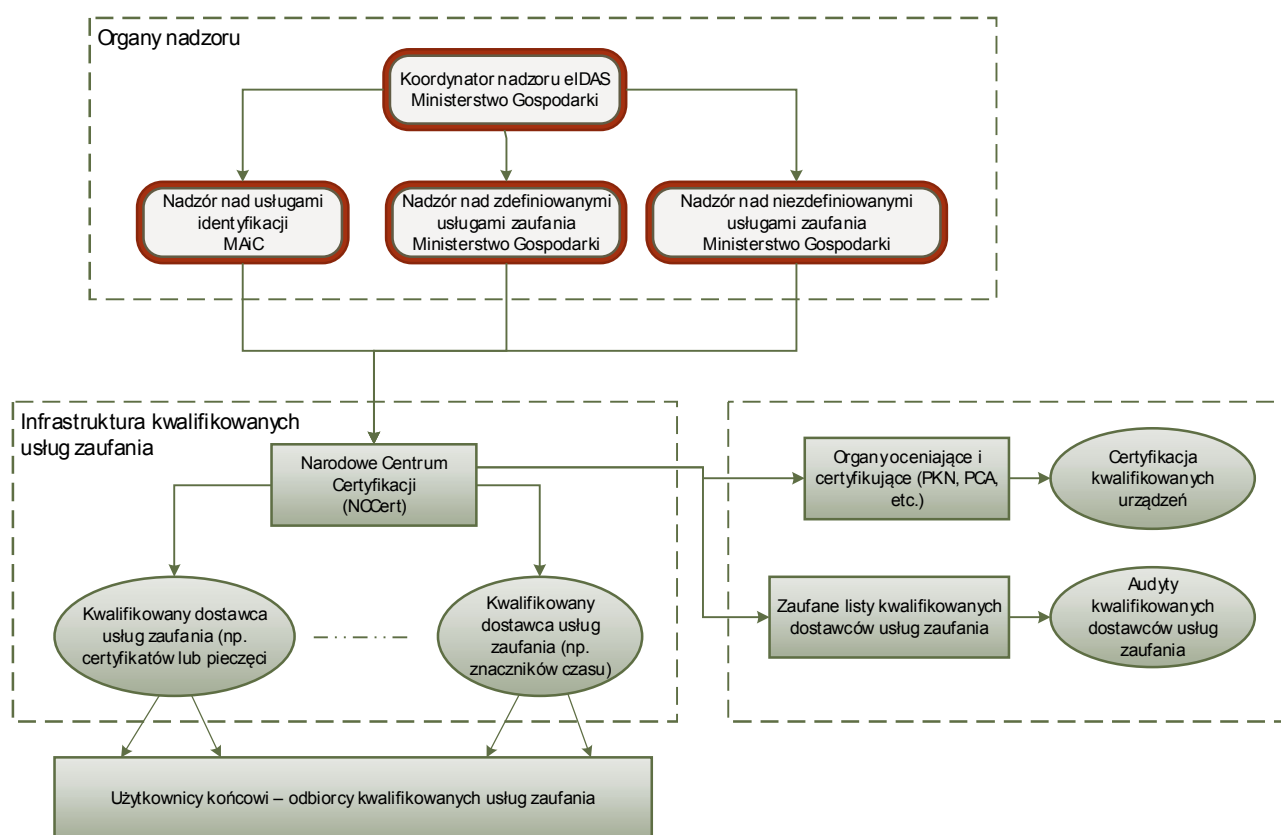 Organy nadzoru
Koordynator nadzoru eIDAS
Ministerstwo Gospodarki
Nadzór nad usługami
identyfikacji
MAiC
Nadzór nad zdefiniowanymi
usługami zaufania
Ministerstwo Gospodarki
Nadzór nad niezdefiniowanymi
usługami zaufania
Ministerstwo Gospodarki
Infrastruktura kwalifikowanych
usług zaufania
Narodowe Centrum
Certyfikacji
(NCCert)
Organy oceniające i
certyfikujące (PKN, PCA,
etc.)
Certyfikacja
kwalifikowanych
urządzeń
Kwalifikowany dostawca
usług zaufania (np.
certyfikatów lub pieczęci
Kwalifikowany
dostawca usług
zaufania (np.
znaczników czasu)
Zaufane listy kwalifikowanych
dostawców usług zaufania
Audyty
kwalifikowanych
dostawców usług
zaufania
Użytkownicy końcowi – odbiorcy kwalifikowanych usług zaufania